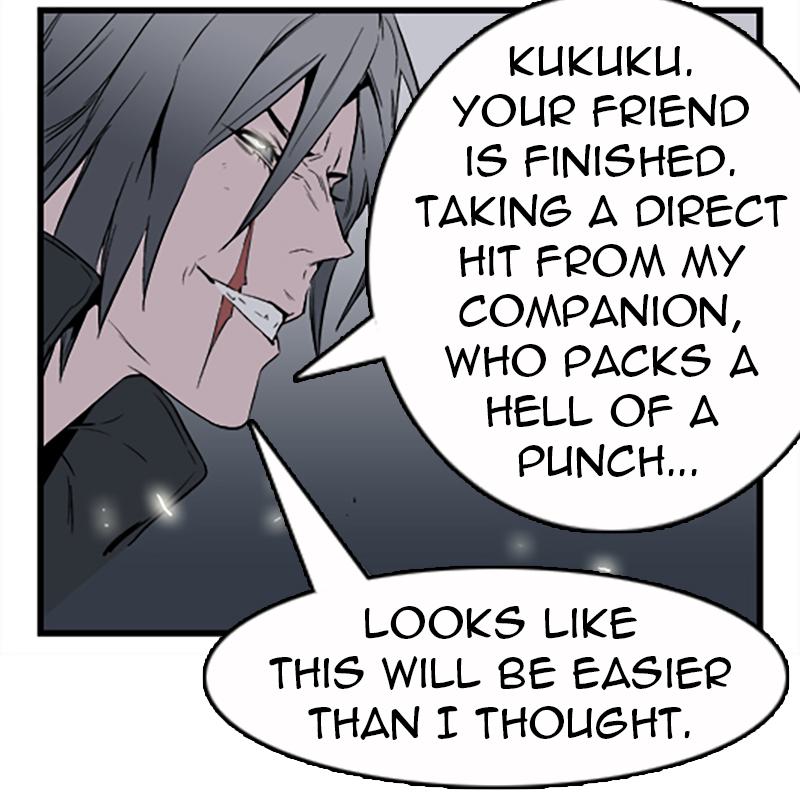 KUKUKU.
YOUR FRIEND
IS FINISHED.
TAKING A DIRECT
HIT FROM MY
COMPANION,
WHO PACKS A
HELL OF A
PUNCH...
LOOKS LIKE
THIS WILL BE EASIER
THAN I THOUGHT.